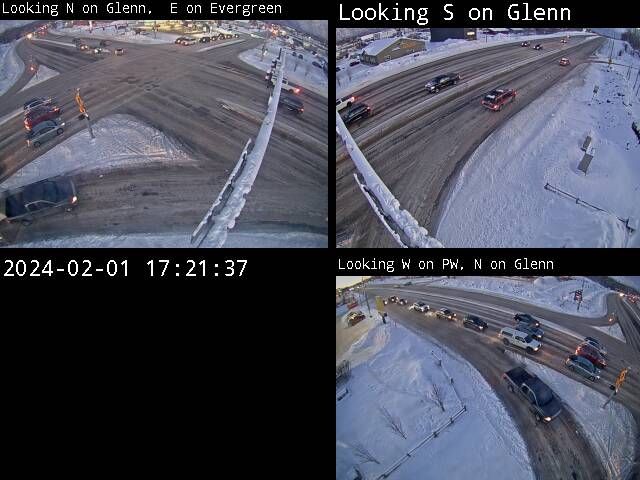 Looking N on Glenn,  E on Evergreen
Looking S on Glenn
2024-02-01 17:21:37
Looking W on PW, N on Glenn